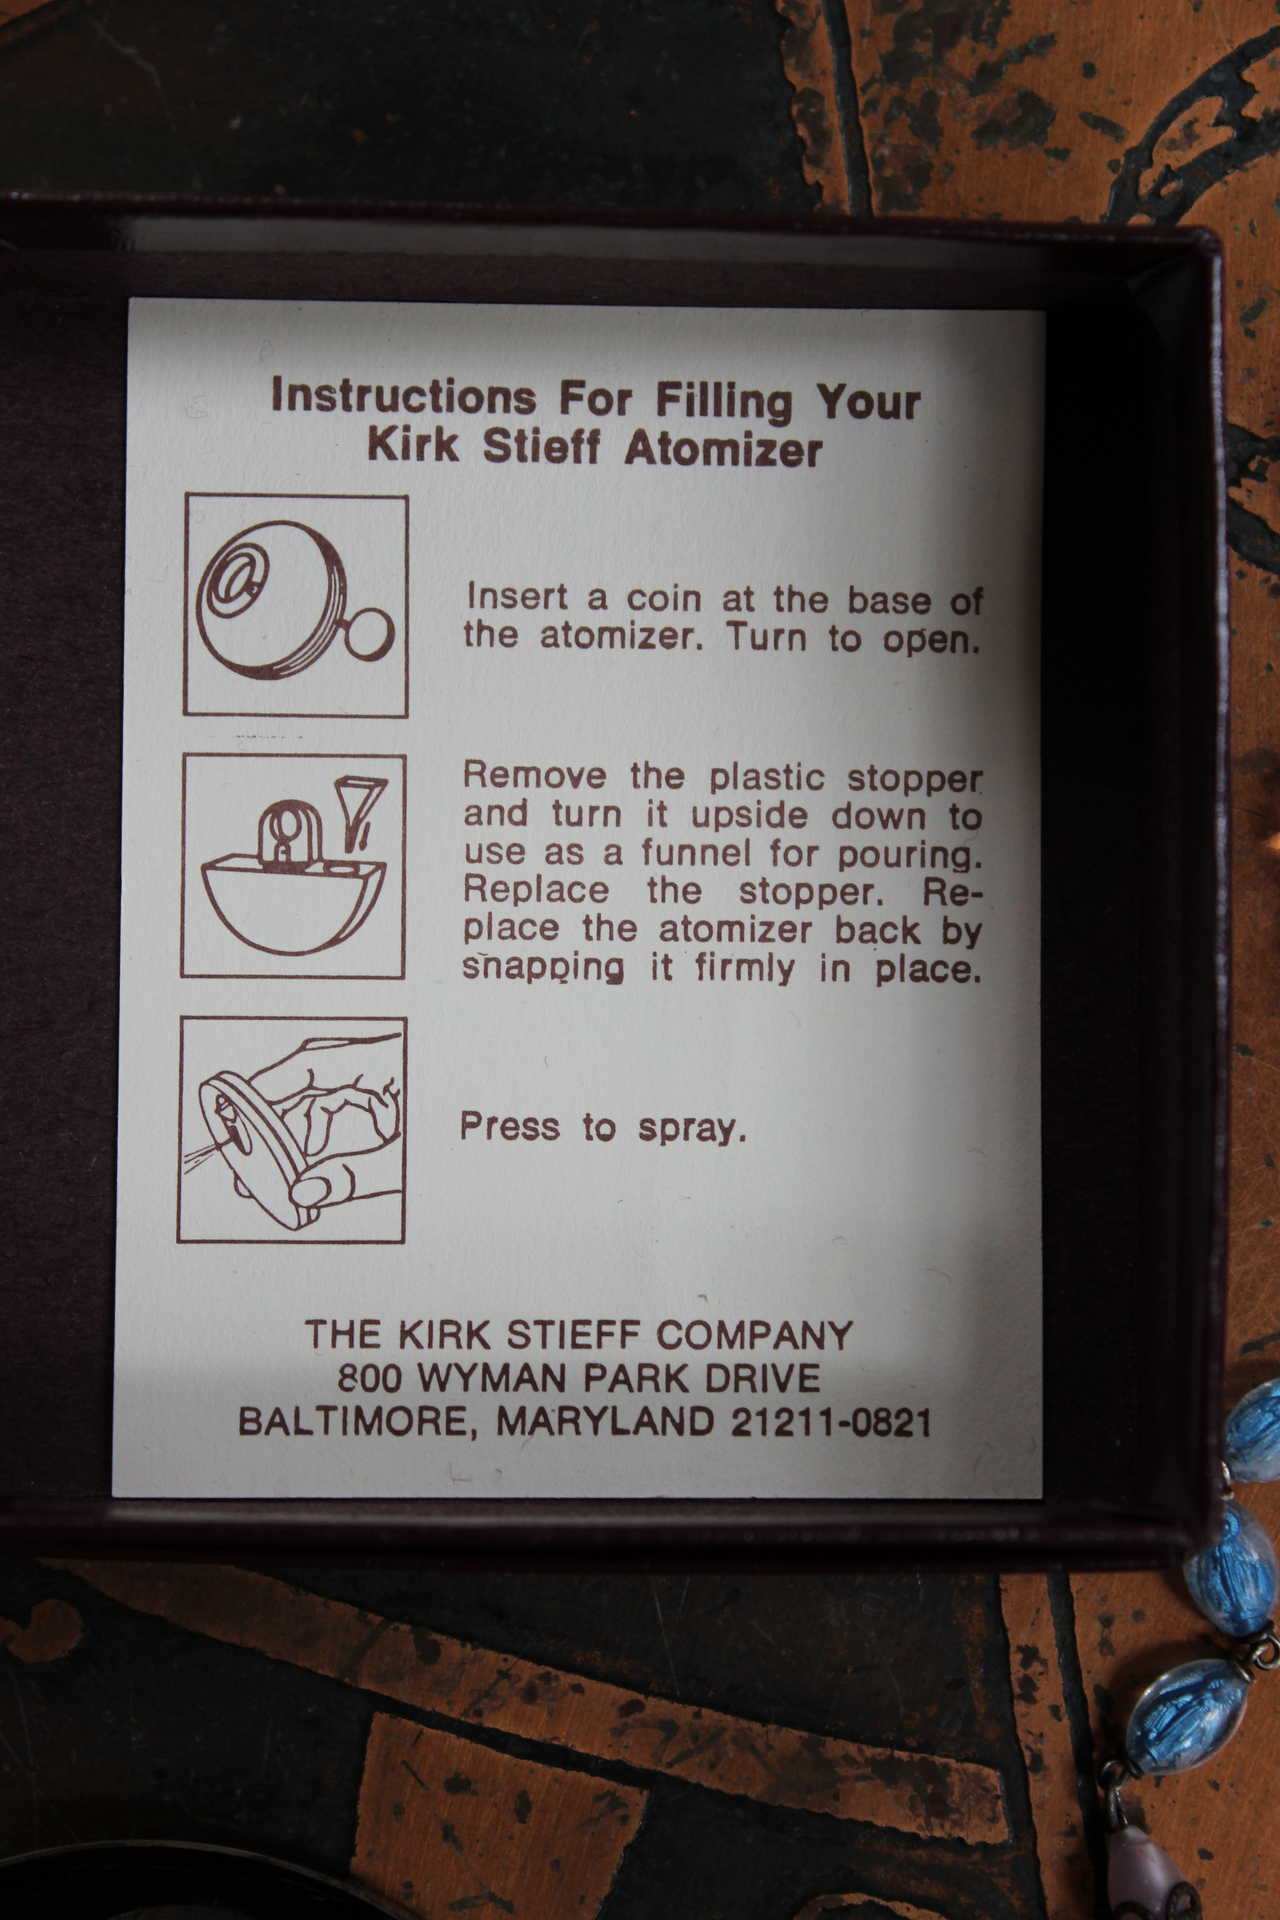 Instructions For Filling Your
Kirk Stieff Atomizer
Insert a coin at the base of
the atomizer. Turn to open.
Remove the plastic stopper
and turn it upside down to
use as a funnel for pouring.
Replace the stopper. Re-
place the atomizer back by
snapping it firmly in place.
Press to spray.
THE KIRK STIEFF COMPANY
800 WYMAN PARK DRIVE
BALTIMORE, MARYLAND 21211-0821